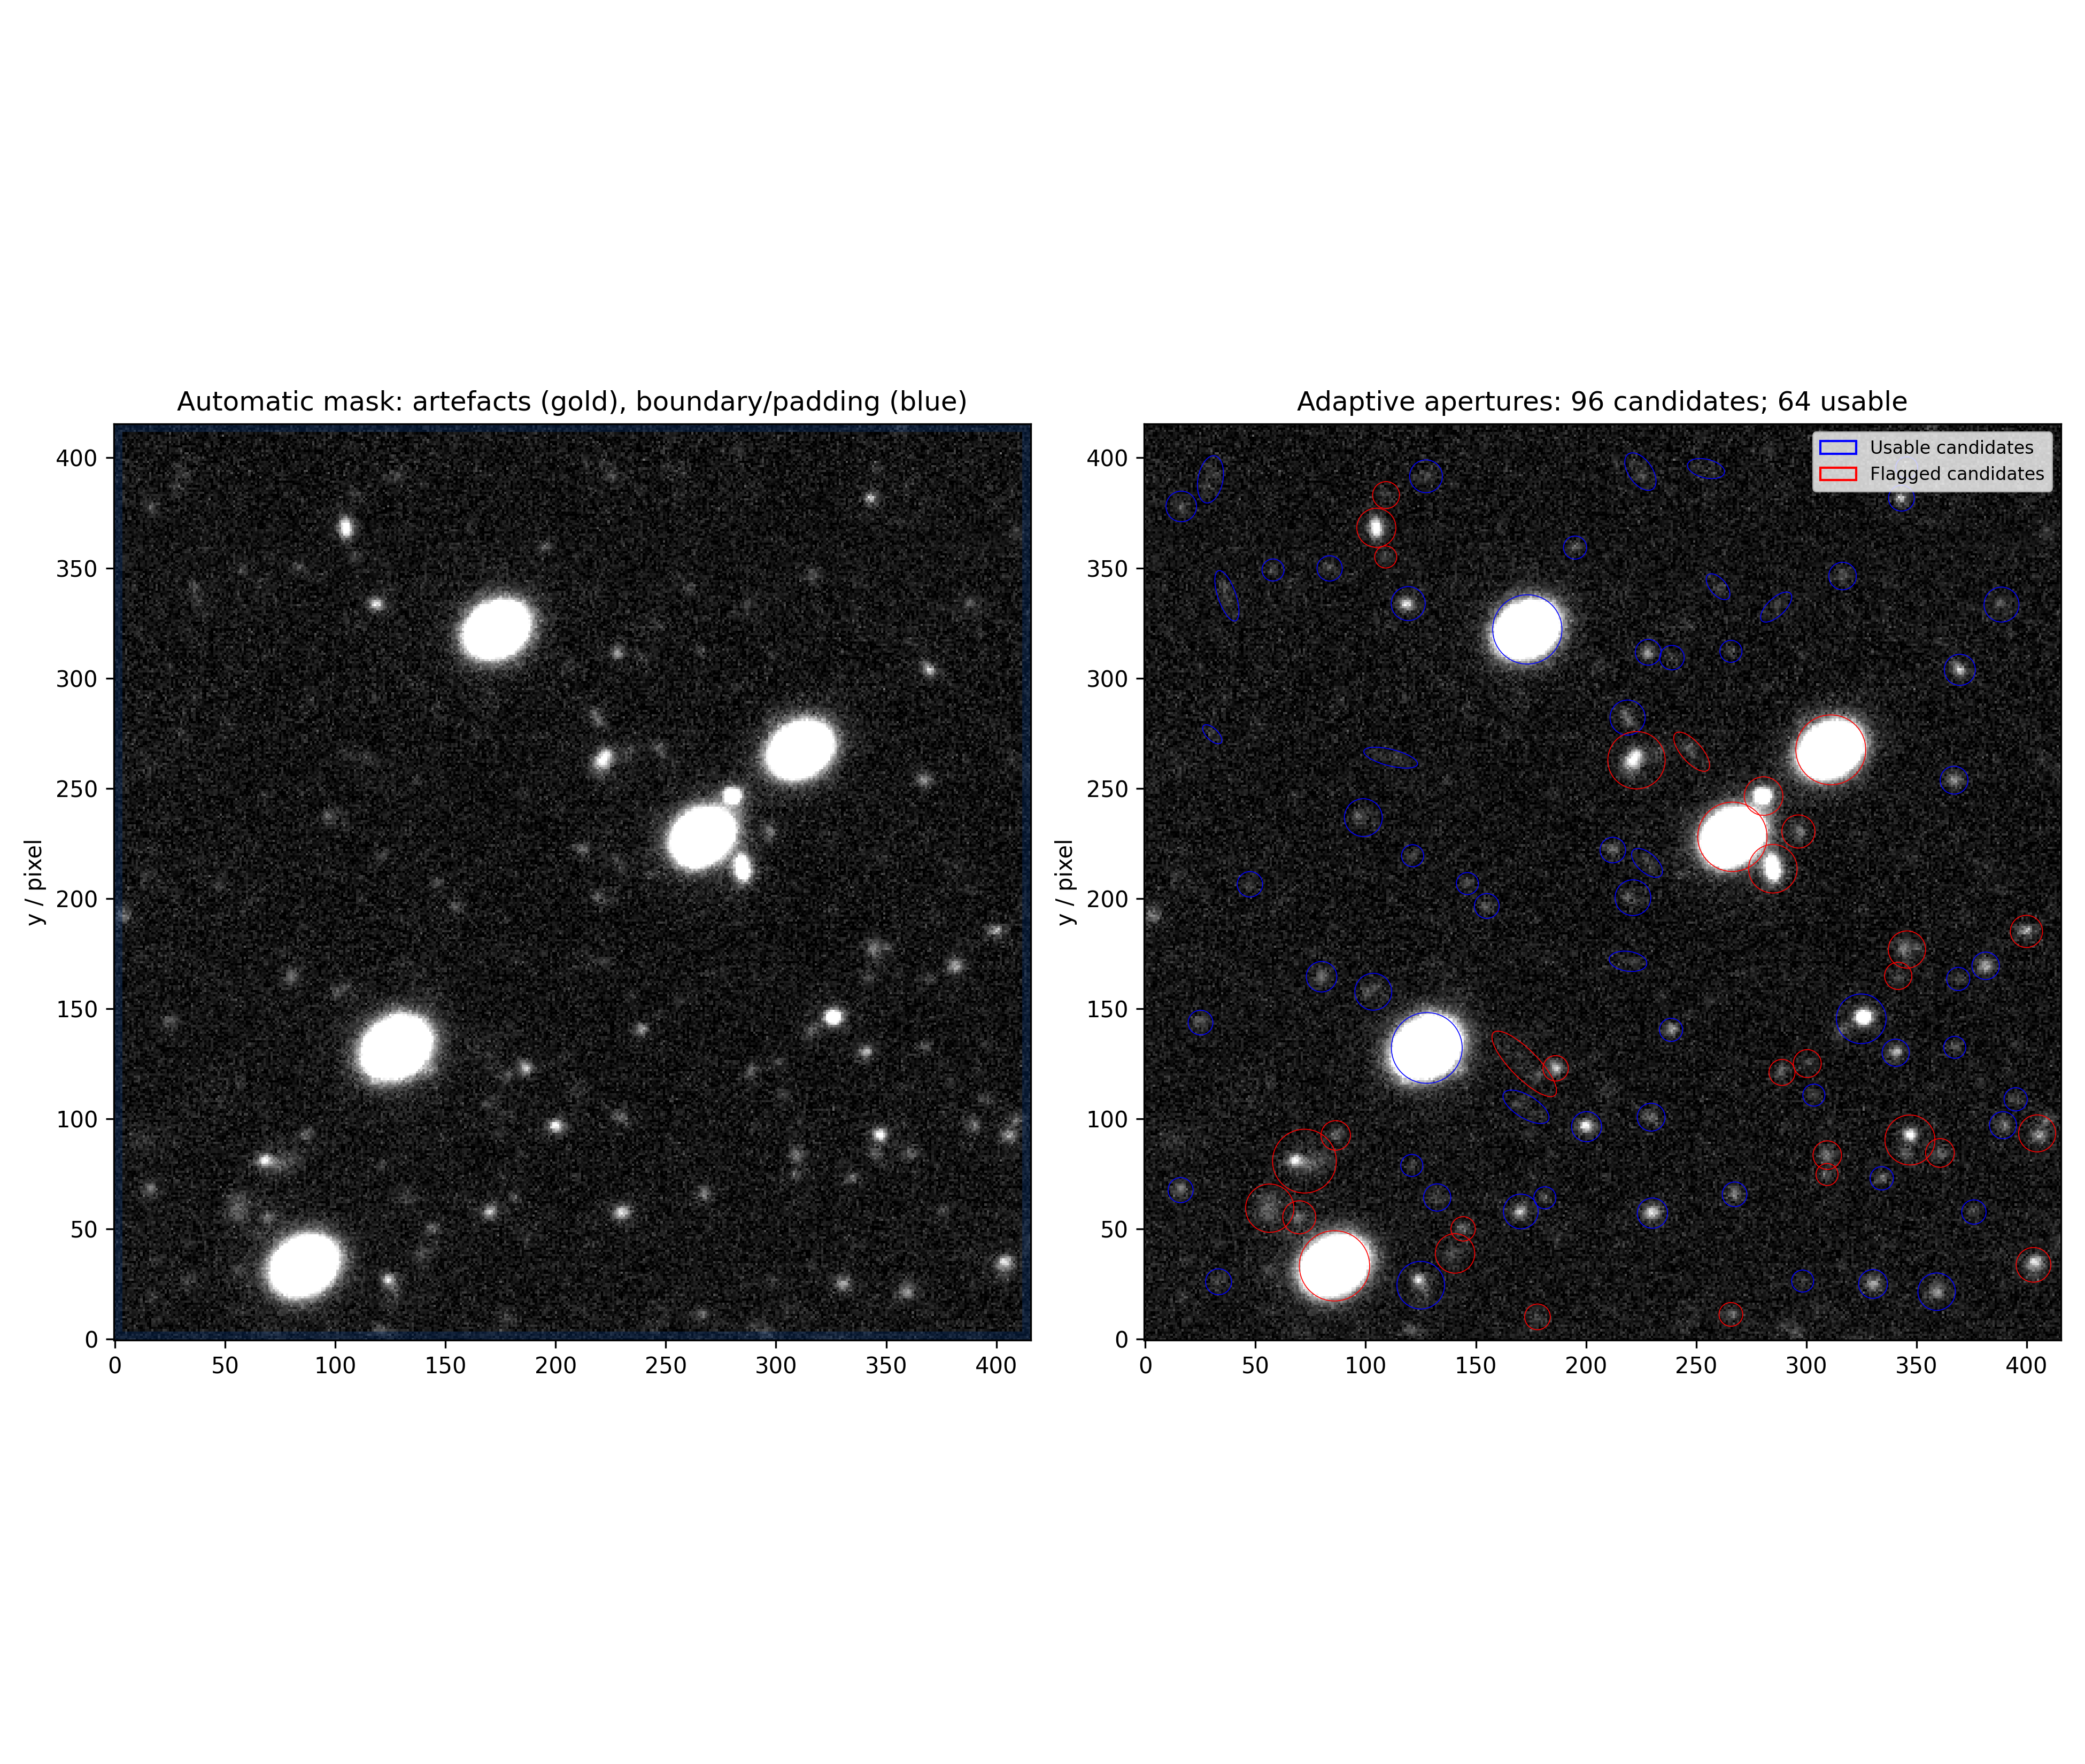 Automatic mask: artefacts (gold), boundary/padding (blue)
y / pixel
400
350
300
250
200
150
100
50
0
0 50 100 150 200 250 300 350 400
Adaptive apertures: 96 candidates; 64 usable
Usable candidates
Flagged candidates
y / pixel
400
350
300
250
200
150
100
50
0
0 50 100 150 200 250 300 350 400